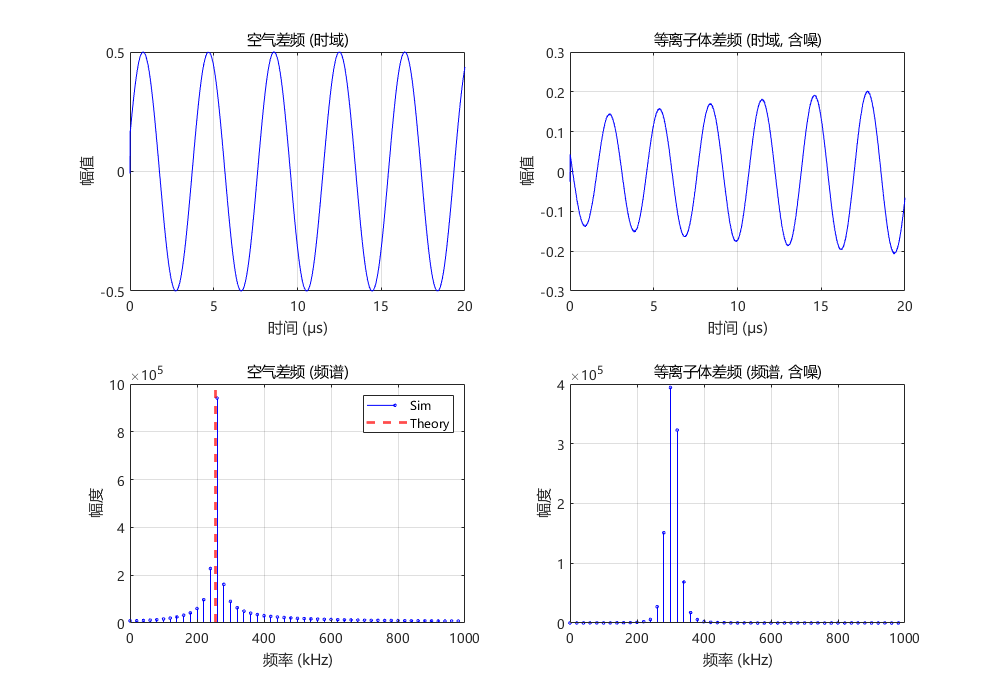 空气差频 (时域)
0.5
0
-0.5
幅值
0 5 10 15 20
时间 (μs)
等离子体差频 (时域, 含噪)
0.3
0.2
0.1
0
-0.1
-0.2
-0.3
幅值
0 5 10 15 20
时间 (μs)
空气差频 (频谱)
×10⁵
10
8
6
4
2
0
幅度
Sim
Theory
0 200 400 600 800 1000
频率 (kHz)
等离子体差频 (频谱, 含噪)
×10⁵
4
3
2
1
0
幅度
0 200 400 600 800 1000
频率 (kHz)